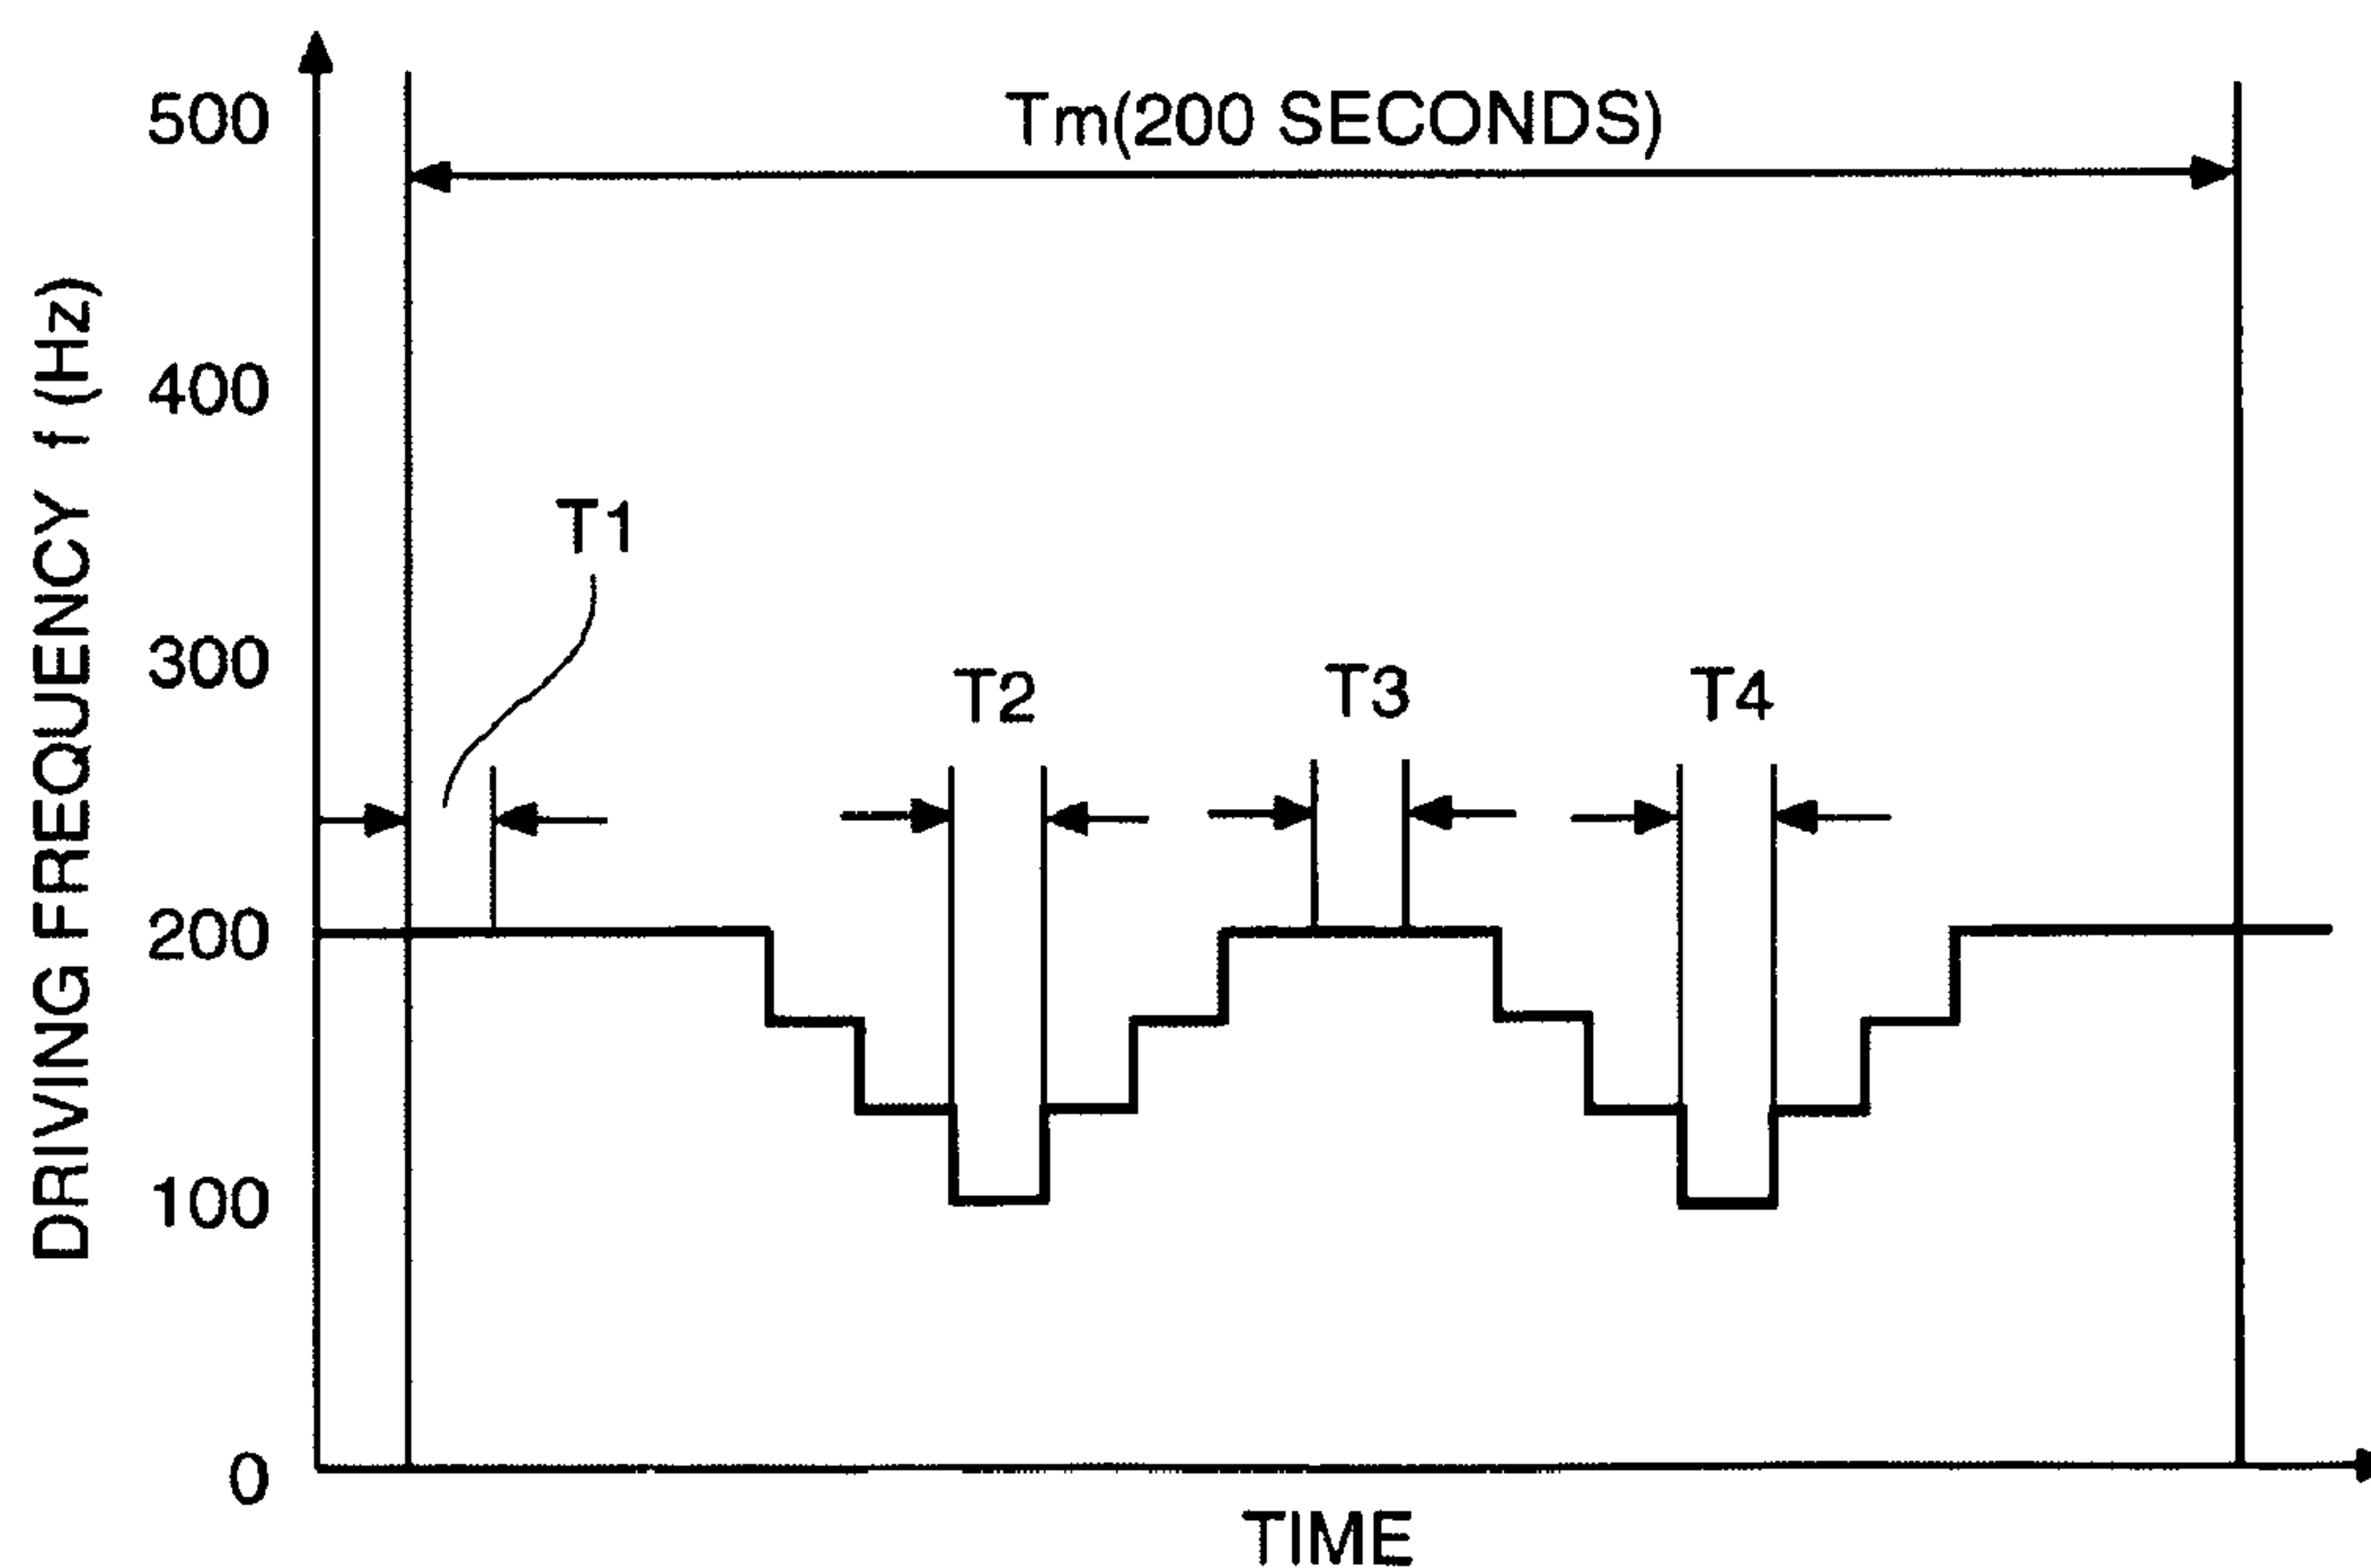 500
Tm(200 SECONDS)
400
T1
300
T2
T3
T4
200
100
0
DRIVING FREQUENCY f (Hz)
TIME